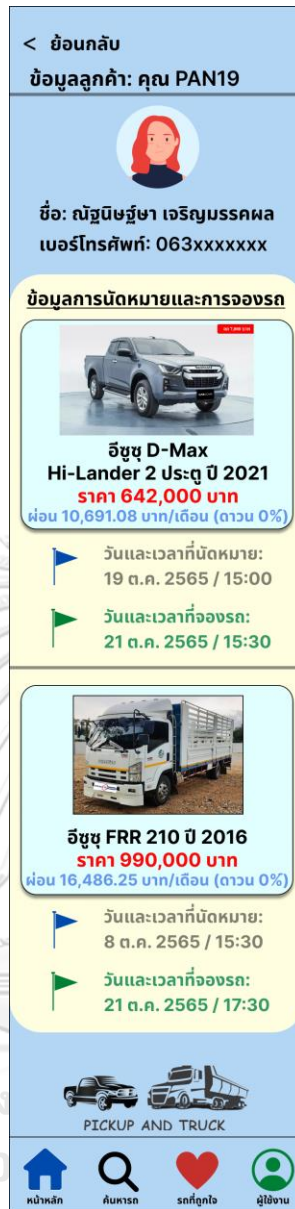 < ย้อนกลับ
ข้อมูลลูกค้า: คุณ PAN19
ชื่อ: ณัฐนิษฐ์ษา เจริญมรรคผล
เบอร์โทรศัพท์: 063xxxxxxx
ข้อมูลการนัดหมายและการจองรถ
อีซูซุ D-Max
Hi-Lander 2 ประตู ปี 2021
ราคา 642,000 บาท
ผ่อน 10,691.08 บาท/เดือน (ดาวน 0%)
วันและเวลาที่นัดหมาย:
19 ต.ค. 2565 / 15:00
วันและเวลาที่จองรถ:
21 ต.ค. 2565 / 15:30
อีซูซุ FRR 210 ปี 2016
ราคา 990,000 บาท
ผ่อน 16,486.25 บาท/เดือน (ดาวน 0%)
วันและเวลาที่นัดหมาย:
8 ต.ค. 2565 / 15:30
วันและเวลาที่จองรถ:
21 ต.ค. 2565 / 17:30
PICKUP AND TRUCK
หน้าหลัก
ค้นหารถ
รถที่ถูกใจ
ผู้ใช้งาน